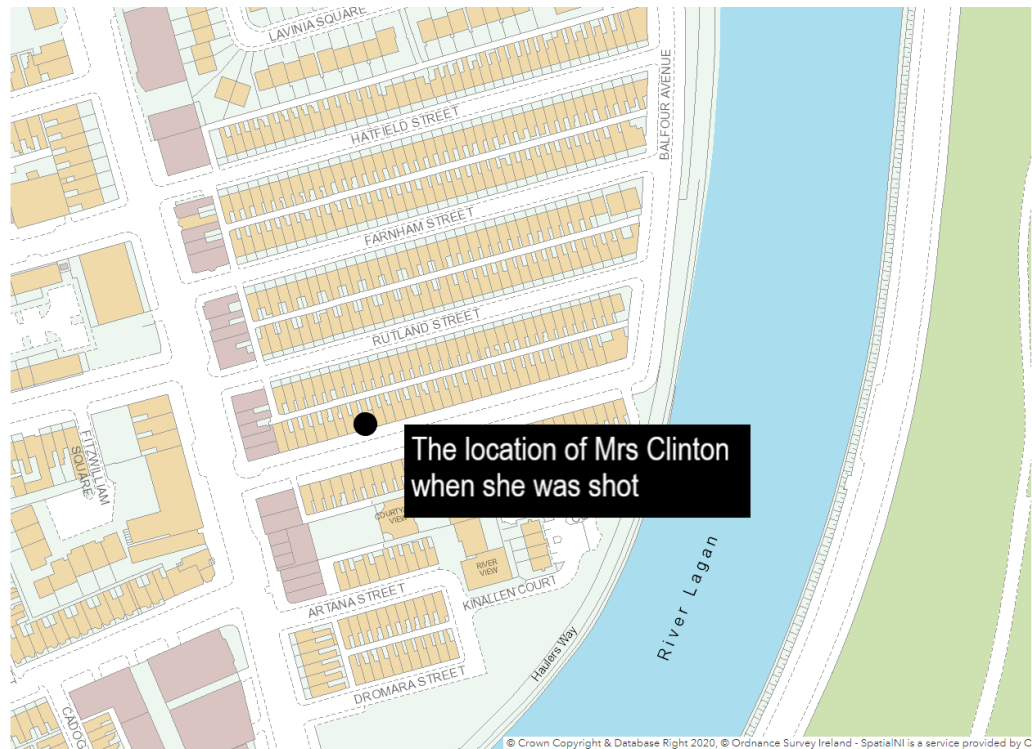 LAVINIA SQUARE
BALFOUR AVENUE
HATFIELD STREET
FARNHAM STREET
RUTLAND STREET
The location of Mrs Clinton
when she was shot
FITZWILLIAM
SQUARE
VIEW
RIVER
VIEW
KINALLEN COURT
ARTANA STREET
River Lagan
Haulers Way
DROMARA STREET
© Crown Copyright & Database Right 2020, © Ordnance Survey Ireland - SpatialNI is a service provided by